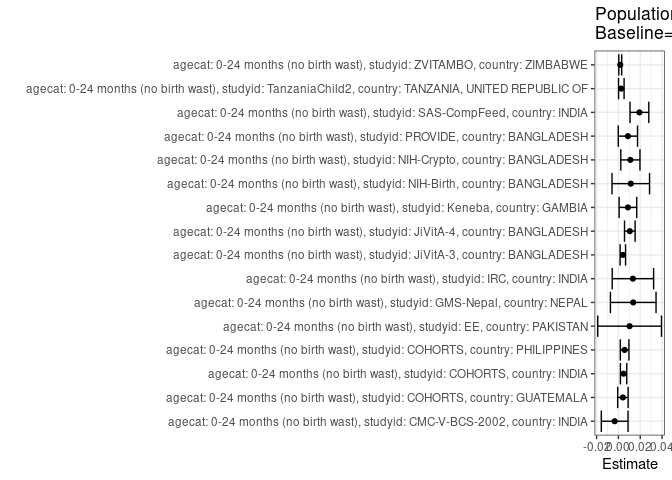 Population
Baseline=
agecat: 0-24 months (no birth wast), studyid: ZVITAMBO, country: ZIMBABWE
agecat: 0-24 months (no birth wast), studyid: TanzaniaChild2, country: TANZANIA, UNITED REPUBLIC OF
agecat: 0-24 months (no birth wast), studyid: SAS-CompFeed, country: INDIA
agecat: 0-24 months (no birth wast), studyid: PROVIDE, country: BANGLADESH
agecat: 0-24 months (no birth wast), studyid: NIH-Crypto, country: BANGLADESH
agecat: 0-24 months (no birth wast), studyid: NIH-Birth, country: BANGLADESH
agecat: 0-24 months (no birth wast), studyid: Keneba, country: GAMBIA
agecat: 0-24 months (no birth wast), studyid: JiVitA-4, country: BANGLADESH
agecat: 0-24 months (no birth wast), studyid: JiVitA-3, country: BANGLADESH
agecat: 0-24 months (no birth wast), studyid: IRC, country: INDIA
agecat: 0-24 months (no birth wast), studyid: GMS-Nepal, country: NEPAL
agecat: 0-24 months (no birth wast), studyid: EE, country: PAKISTAN
agecat: 0-24 months (no birth wast), studyid: COHORTS, country: PHILIPPINES
agecat: 0-24 months (no birth wast), studyid: COHORTS, country: INDIA
agecat: 0-24 months (no birth wast), studyid: COHORTS, country: GUATEMALA
agecat: 0-24 months (no birth wast), studyid: CMC-V-BCS-2002, country: INDIA
-0.02 0.00 0.02 0.04
Estimate